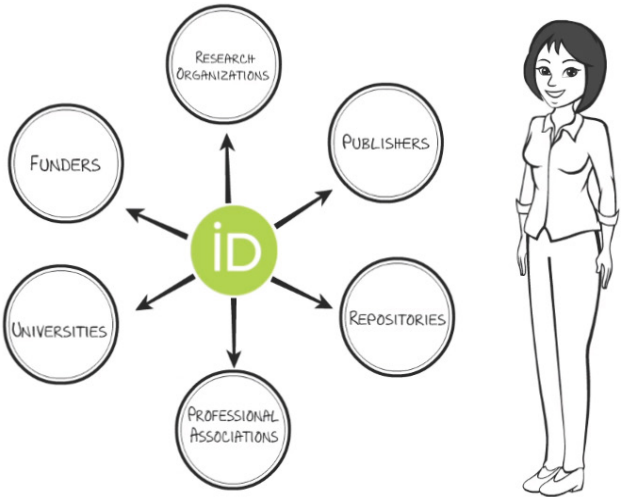 RESEARCH
ORGANIZATIONS
PUBLISHERS
FUNDERS
iD
UNIVERSITIES
REPOSITORIES
PROFESSIONAL
ASSOCIATIONS